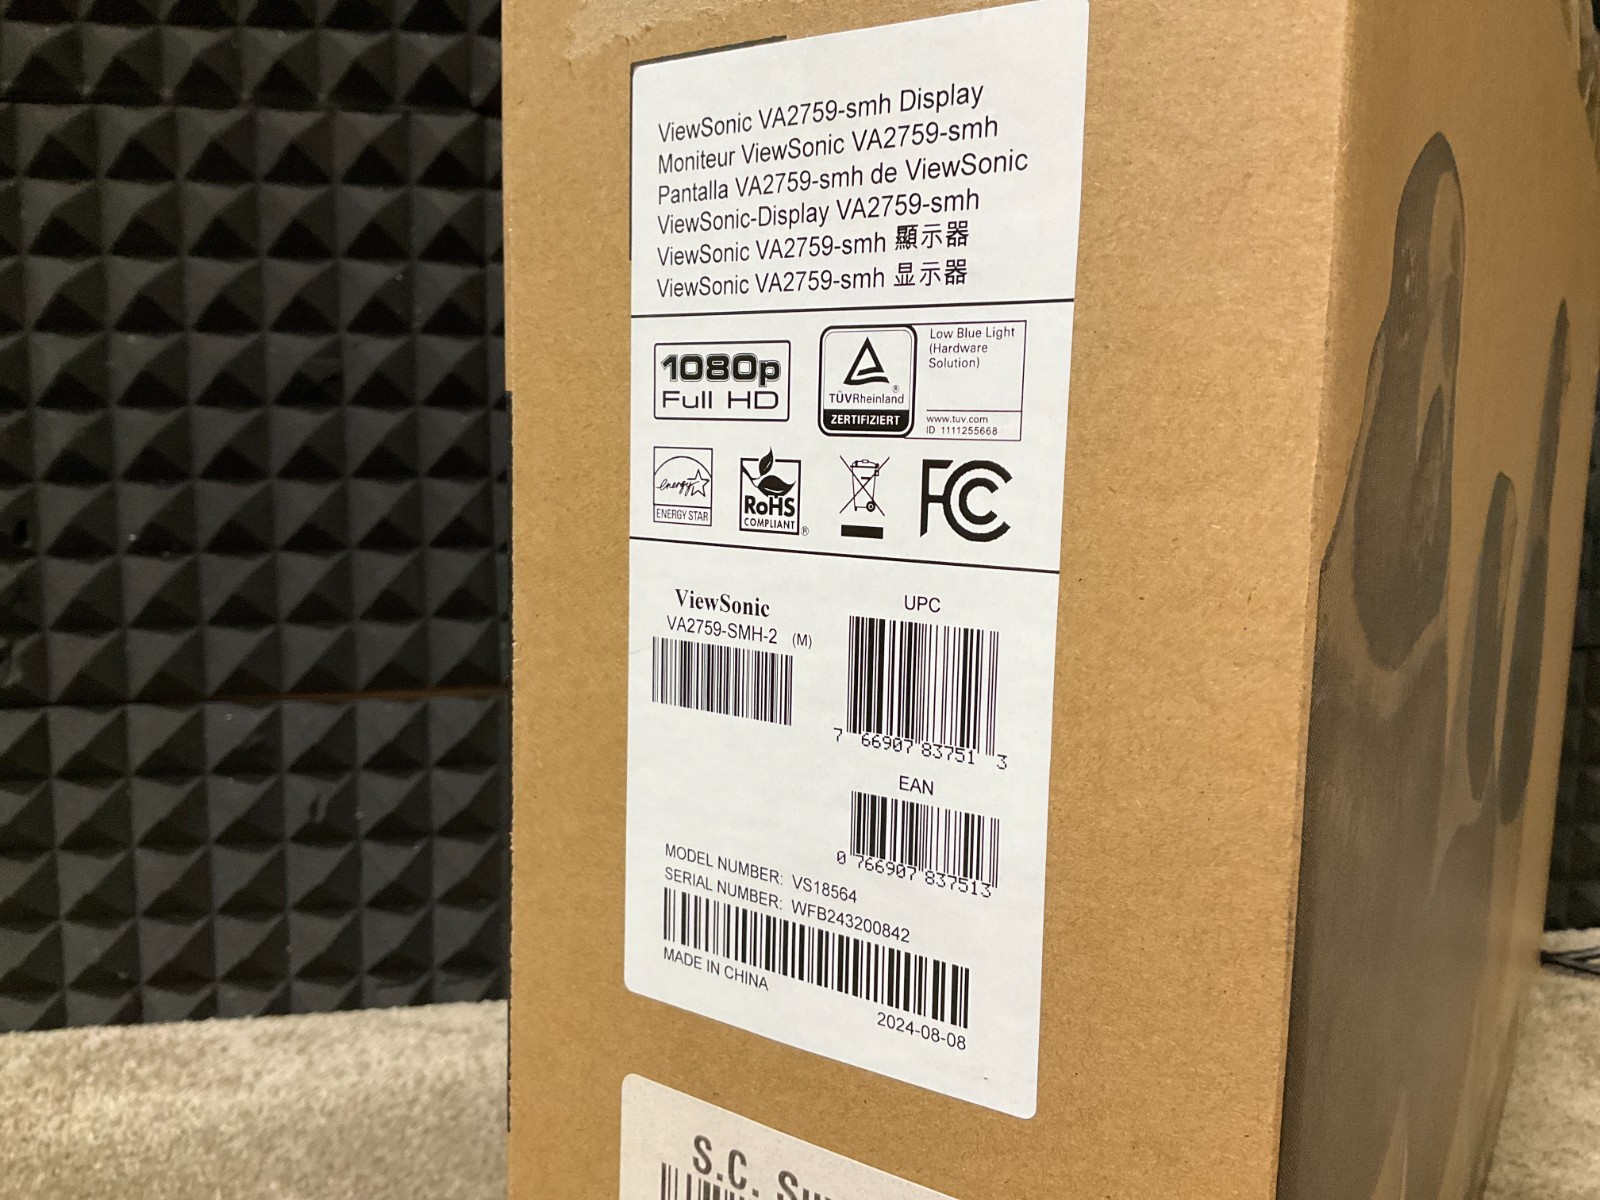 ViewSonic VA2759-smh Display
Moniteur ViewSonic VA2759-smh
Pantalla VA2759-smh de ViewSonic
ViewSonic-Display VA2759-smh
ViewSonic VA2759-smh 顯示器
ViewSonic VA2759-smh 显示器
1080p
Full HD
TÜVRheinland®
ZERTIFIZIERT
Low Blue Light
(Hardware
Solution)
www.tuv.com
ID 1111255668
energy
ENERGY STAR
RoHS
COMPLIANT ®
FC
ViewSonic
VA2759-SMH-2 (M)
UPC
7 66907 83751 3
EAN
0 766907 837513
MODEL NUMBER: VS18564
SERIAL NUMBER: WFB243200842
MADE IN CHINA
2024-08-08
S.C.